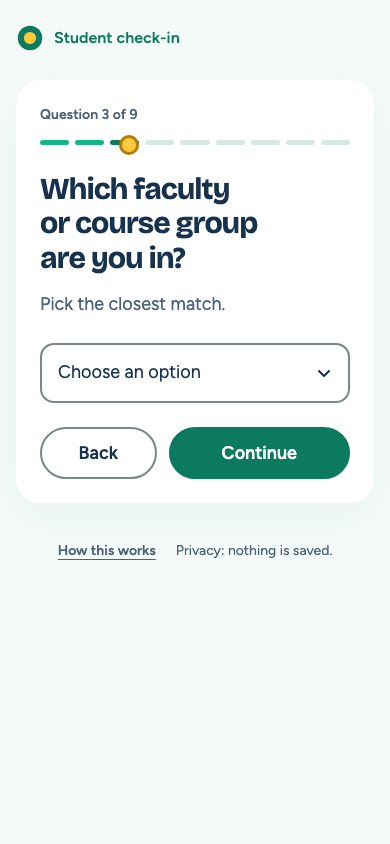 Student check-in
Question 3 of 9
Which faculty
or course group
are you in?
Pick the closest match.
Choose an option
Back
Continue
How this works
Privacy: nothing is saved.